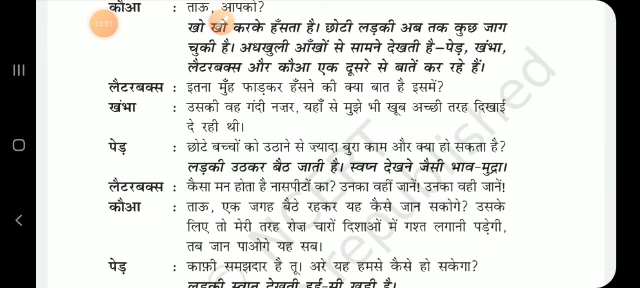 कौआ : ताऊ, आपको?
खो खो करके हँसता है। छोटी लड़की अब तक कुछ जाग
चुकी है। अधखुली आँखों से सामने देखती है–पेड़, खंभा,
लैटरबक्स और कौआ एक दूसरे से बातें कर रहे हैं।
लैटरबक्स : इतना मुँह फाड़कर हँसने की क्या बात है इसमें?
खंभा : उसकी वह गंदी नज़र, यहाँ से मुझे भी खूब अच्छी तरह दिखाई
दे रही थी।
पेड़ : छोटे बच्चों को उठाने से ज़्यादा बुरा काम और क्या हो सकता है?
लड़की उठकर बैठ जाती है। स्वप्न देखने जैसी भाव-मुद्रा।
लैटरबक्स : कैसा मन होता है नासपीटों का? उनका वहीं जानें! उनका वही जानें!
कौआ : ताऊ, एक जगह बैठे रहकर यह कैसे जान सकोगे? उसके
लिए तो मेरी तरह रोज़ चारों दिशाओं में गश्त लगानी पड़ेगी,
तब जान पाओगे यह सब।
पेड़ : काफ़ी समझदार है तू। अरे यह हमसे कैसे हो सकेगा?
NCERT
republished